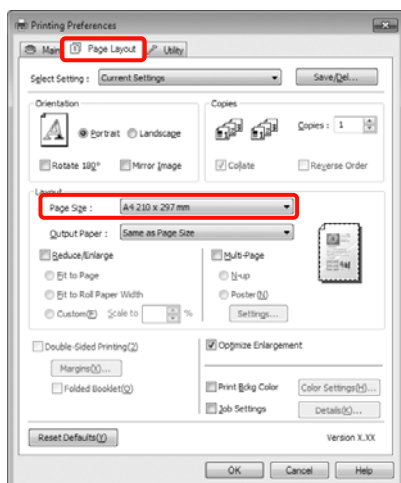 Printing Preferences
Main Page Layout Utility
Select Setting : Current Settings Save/Del...
Orientation Copies
A Portrait Landscape Copies : 1
Rotate 180° Mirror Image Collate Reverse Order
Layout
Page Size : A4 210 x 297 mm
Output Paper : Same as Page Size
Reduce/Enlarge Multi-Page
Fit to Page N-up
Fit to Roll Paper Width Poster(N)
Custom(F) Scale to % Settings...
Double-Sided Printing(2) Optimize Enlargement
Margins(X)...
Folded Booklet(O) Print Bckg Color Color Settings(H)...
Job Settings Details(K)...
Reset Defaults(Y) Version X.XX
OK Cancel Help